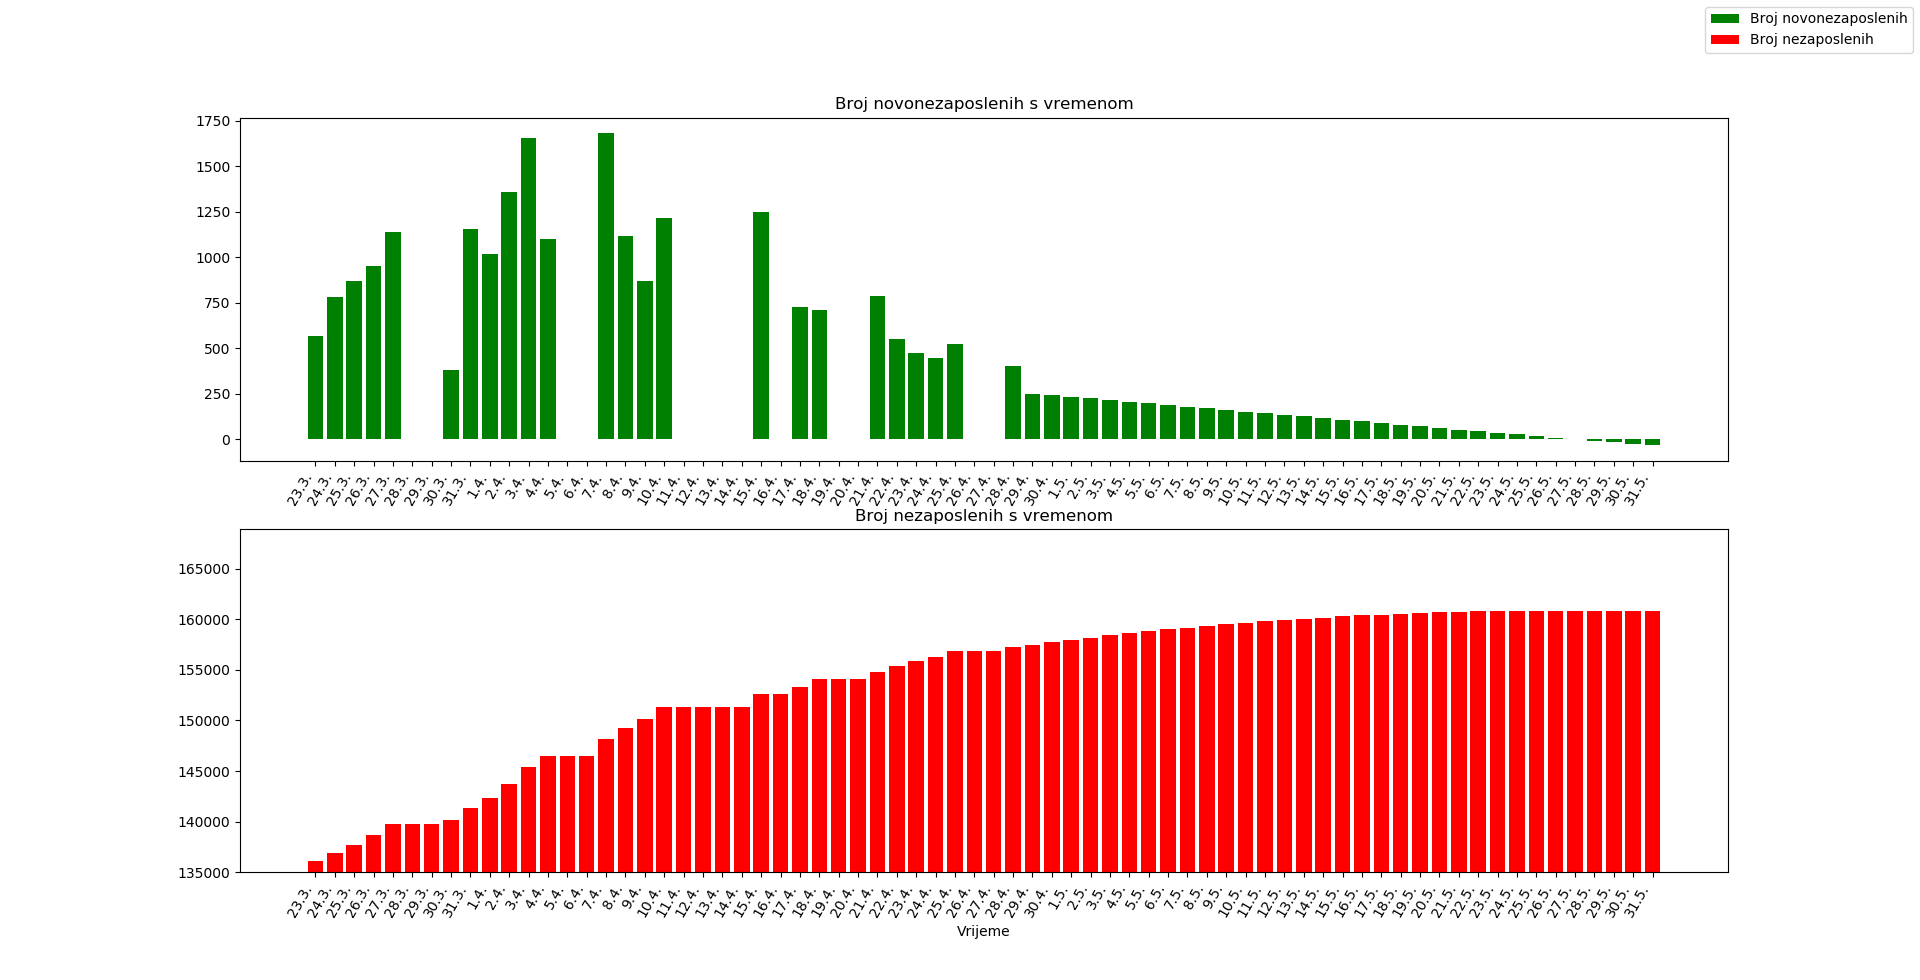 Broj novonezaposlenih
Broj nezaposlenih
Broj novonezaposlenih s vremenom
1750
1500
1250
1000
750
500
250
0
23.3. 24.3. 25.3. 26.3. 27.3. 28.3. 29.3. 30.3. 31.3. 1.4. 2.4. 3.4. 4.4. 5.4. 6.4. 7.4. 8.4. 9.4. 10.4. 11.4. 12.4. 13.4. 14.4. 15.4. 16.4. 17.4. 18.4. 19.4. 20.4. 21.4. 22.4. 23.4. 24.4. 25.4. 26.4. 27.4. 28.4. 29.4. 30.4. 1.5. 2.5. 3.5. 4.5. 5.5. 6.5. 7.5. 8.5. 9.5. 10.5. 11.5. 12.5. 13.5. 14.5. 15.5. 16.5. 17.5. 18.5. 19.5. 20.5. 21.5. 22.5. 23.5. 24.5. 25.5. 26.5. 27.5. 28.5. 29.5. 30.5. 31.5.
Broj nezaposlenih s vremenom
165000
160000
155000
150000
145000
140000
135000
23.3. 24.3. 25.3. 26.3. 27.3. 28.3. 29.3. 30.3. 31.3. 1.4. 2.4. 3.4. 4.4. 5.4. 6.4. 7.4. 8.4. 9.4. 10.4. 11.4. 12.4. 13.4. 14.4. 15.4. 16.4. 17.4. 18.4. 19.4. 20.4. 21.4. 22.4. 23.4. 24.4. 25.4. 26.4. 27.4. 28.4. 29.4. 30.4. 1.5. 2.5. 3.5. 4.5. 5.5. 6.5. 7.5. 8.5. 9.5. 10.5. 11.5. 12.5. 13.5. 14.5. 15.5. 16.5. 17.5. 18.5. 19.5. 20.5. 21.5. 22.5. 23.5. 24.5. 25.5. 26.5. 27.5. 28.5. 29.5. 30.5. 31.5.
Vrijeme